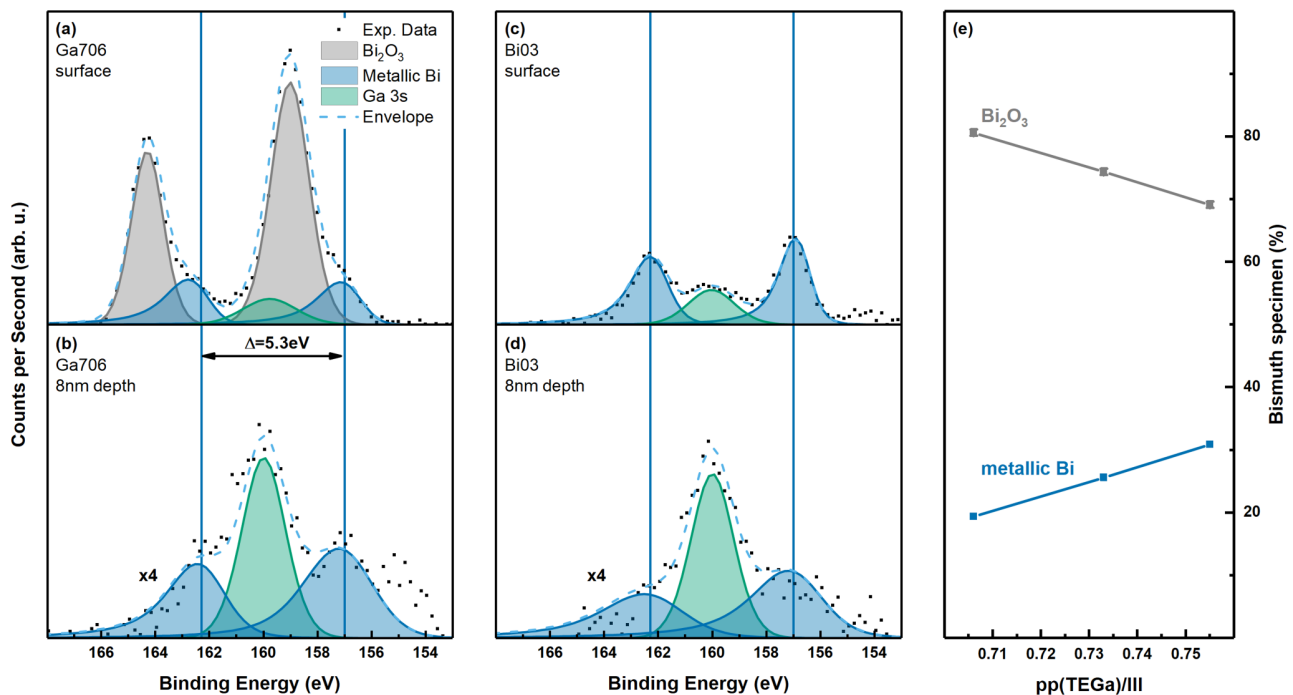 (a)
Ga706
surface
Exp. Data
Bi₂O₃
Metallic Bi
Ga 3s
Envelope
(b)
Ga706
8nm depth
Δ=5.3eV
x4
166 164 162 160 158 156 154
Binding Energy (eV)
Counts per Second (arb. u.)
(c)
Bi03
surface
(d)
Bi03
8nm depth
x4
166 164 162 160 158 156 154
Binding Energy (eV)
(e)
Bi₂O₃
metallic Bi
80
60
40
20
Bismuth specimen (%)
0.71 0.72 0.73 0.74 0.75
pp(TEGa)/III